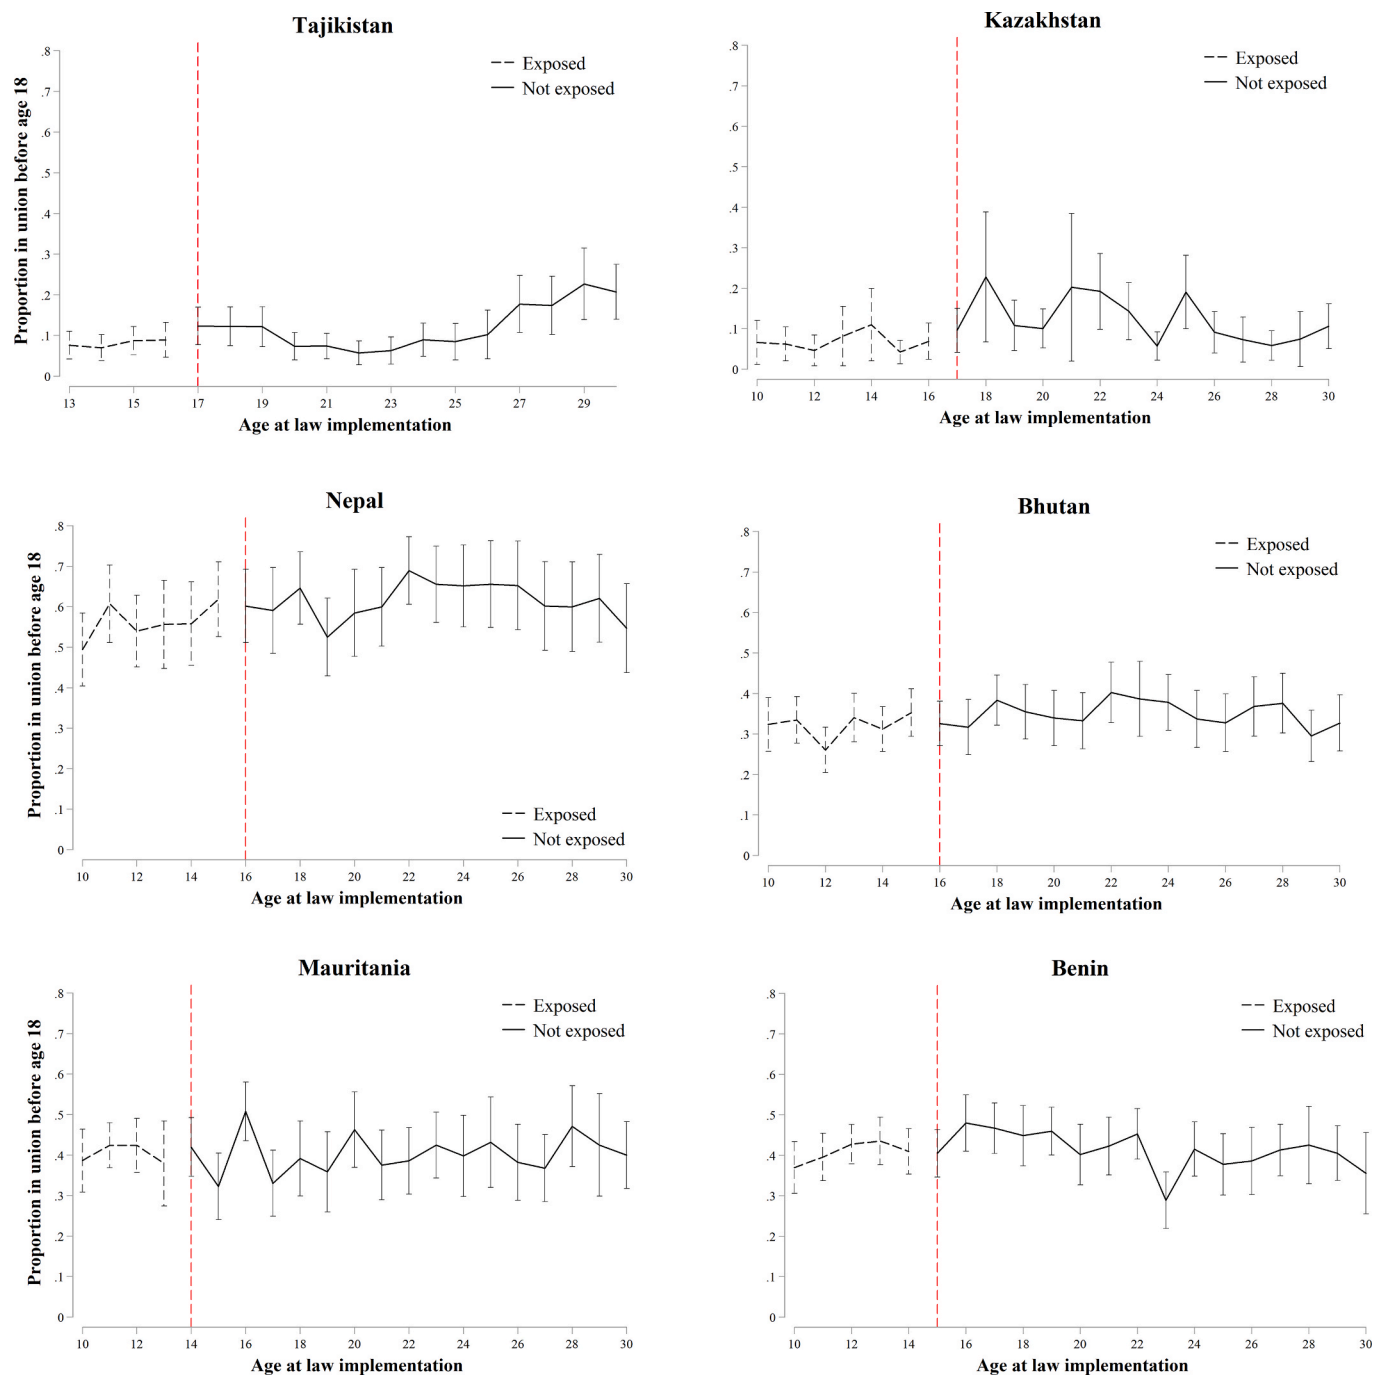 Tajikistan
Exposed
Not exposed
Proportion in union before age 18
.8
.7
.6
.5
.4
.3
.2
.1
0
13 15 17 19 21 23 25 27 29
Age at law implementation
Kazakhstan
Exposed
Not exposed
.8
.7
.6
.5
.4
.3
.2
.1
0
10 12 14 16 18 20 22 24 26 28 30
Age at law implementation
Nepal
Proportion in union before age 18
.8
.7
.6
.5
.4
.3
.2
.1
0
Exposed
Not exposed
10 12 14 16 18 20 22 24 26 28 30
Age at law implementation
Bhutan
Exposed
Not exposed
.8
.7
.6
.5
.4
.3
.2
.1
0
10 12 14 16 18 20 22 24 26 28 30
Age at law implementation
Mauritania
Exposed
Not exposed
Proportion in union before age 18
.8
.7
.6
.5
.4
.3
.2
.1
0
10 12 14 16 18 20 22 24 26 28 30
Age at law implementation
Benin
Exposed
Not exposed
.8
.7
.6
.5
.4
.3
.2
.1
0
10 12 14 16 18 20 22 24 26 28 30
Age at law implementation